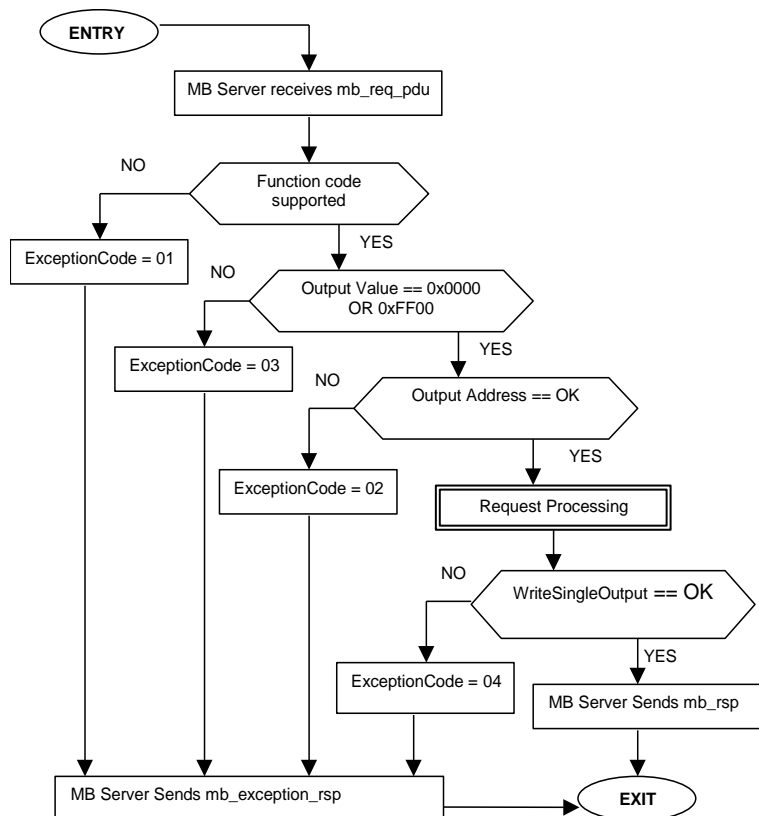 ENTRY
MB Server receives mb_req_pdu
NO
Function code
supported
YES
ExceptionCode = 01
NO
Output Value == 0x0000
OR 0xFF00
YES
ExceptionCode = 03
NO
Output Address == OK
YES
ExceptionCode = 02
Request Processing
NO
WriteSingleOutput == OK
YES
ExceptionCode = 04
MB Server Sends mb_rsp
MB Server Sends mb_exception_rsp
EXIT